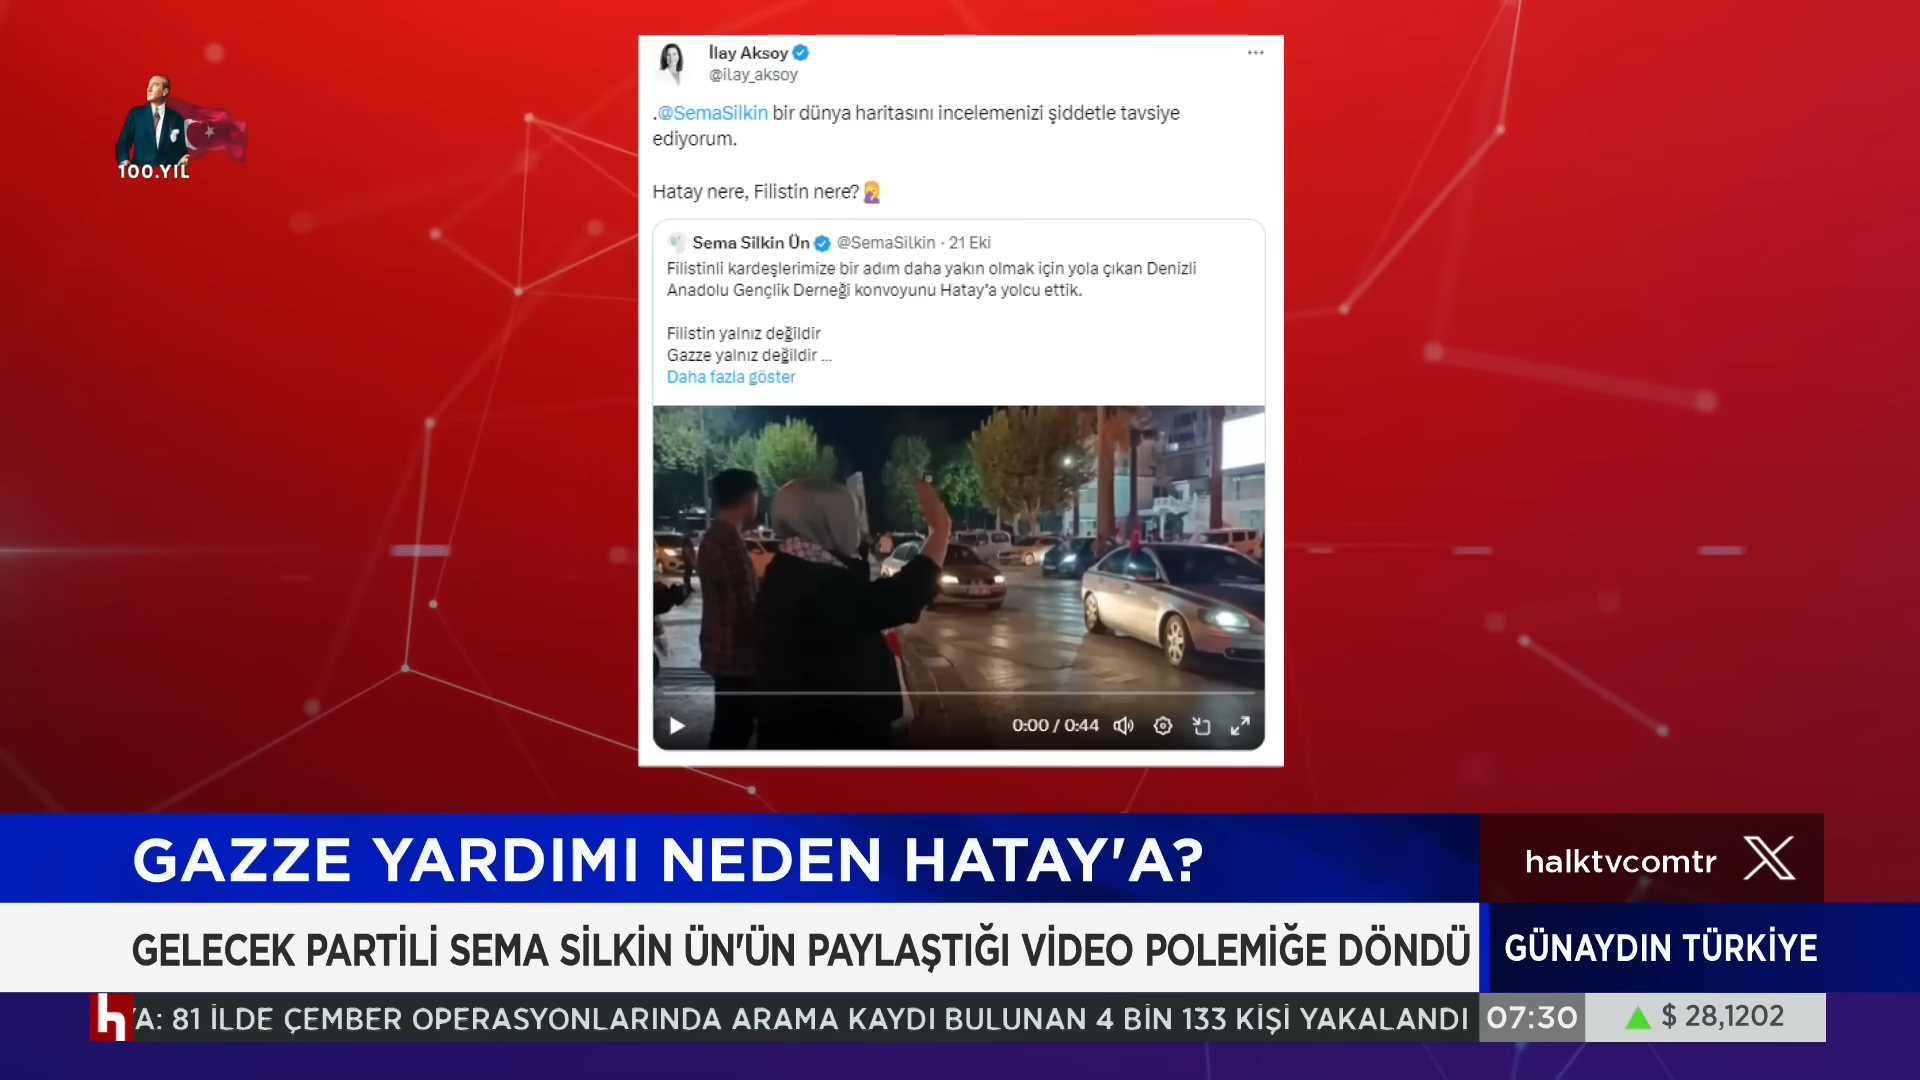 100.YIL
İlay Aksoy
@ilay_aksoy
.@SemaSilkin bir dünya haritasını incelemenizi şiddetle tavsiye
ediyorum.
Hatay nere, Filistin nere?🤦‍♀️
Sema Silkin Ün @SemaSilkin · 21 Eki
Filistinli kardeşlerimize bir adım daha yakın olmak için yola çıkan Denizli
Anadolu Gençlik Derneği konvoyunu Hatay'a yolcu ettik.
Filistin yalnız değildir
Gazze yalnız değildir ...
Daha fazla göster
0:00 / 0:44
GAZZE YARDIMI NEDEN HATAY'A?
halktvcomtr X
GELECEK PARTİLİ SEMA SİLKİN ÜN'ÜN PAYLAŞTIĞI VİDEO POLEMİĞE DÖNDÜ
GÜNAYDIN TÜRKİYE
h YA: 81 İLDE ÇEMBER OPERASYONLARINDA ARAMA KAYDI BULUNAN 4 BİN 133 KİŞİ YAKALANDI
07:30
$ 28,1202